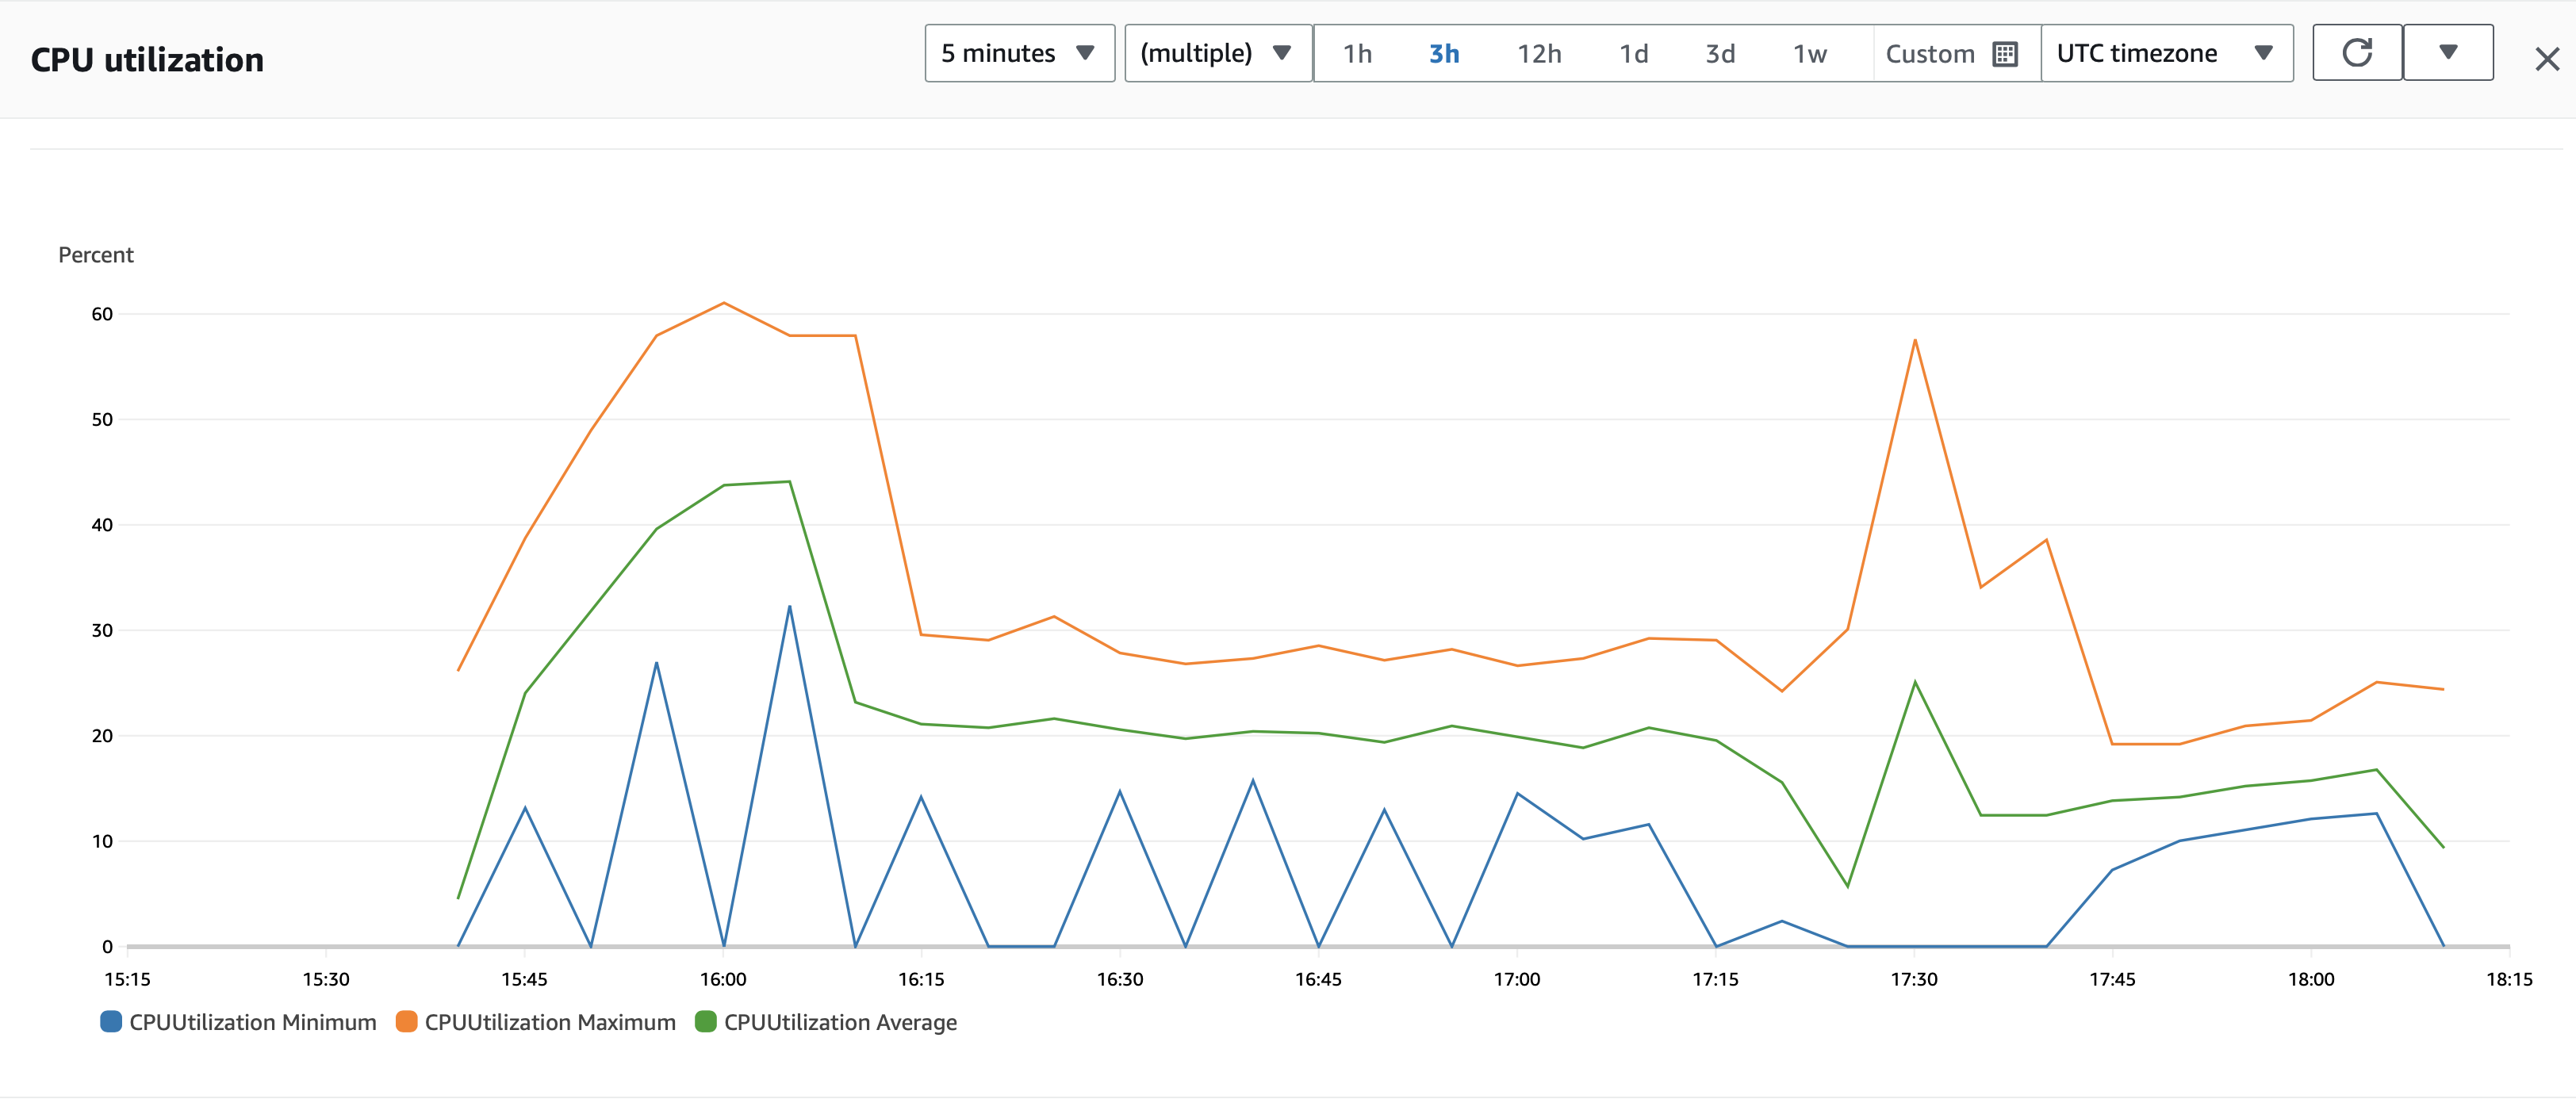 CPU utilization
5 minutes (multiple) 1h 3h 12h 1d 3d 1w Custom UTC timezone
Percent
60
50
40
30
20
10
0
15:15 15:30 15:45 16:00 16:15 16:30 16:45 17:00 17:15 17:30 17:45 18:00 18:15
CPUUtilization Minimum CPUUtilization Maximum CPUUtilization Average